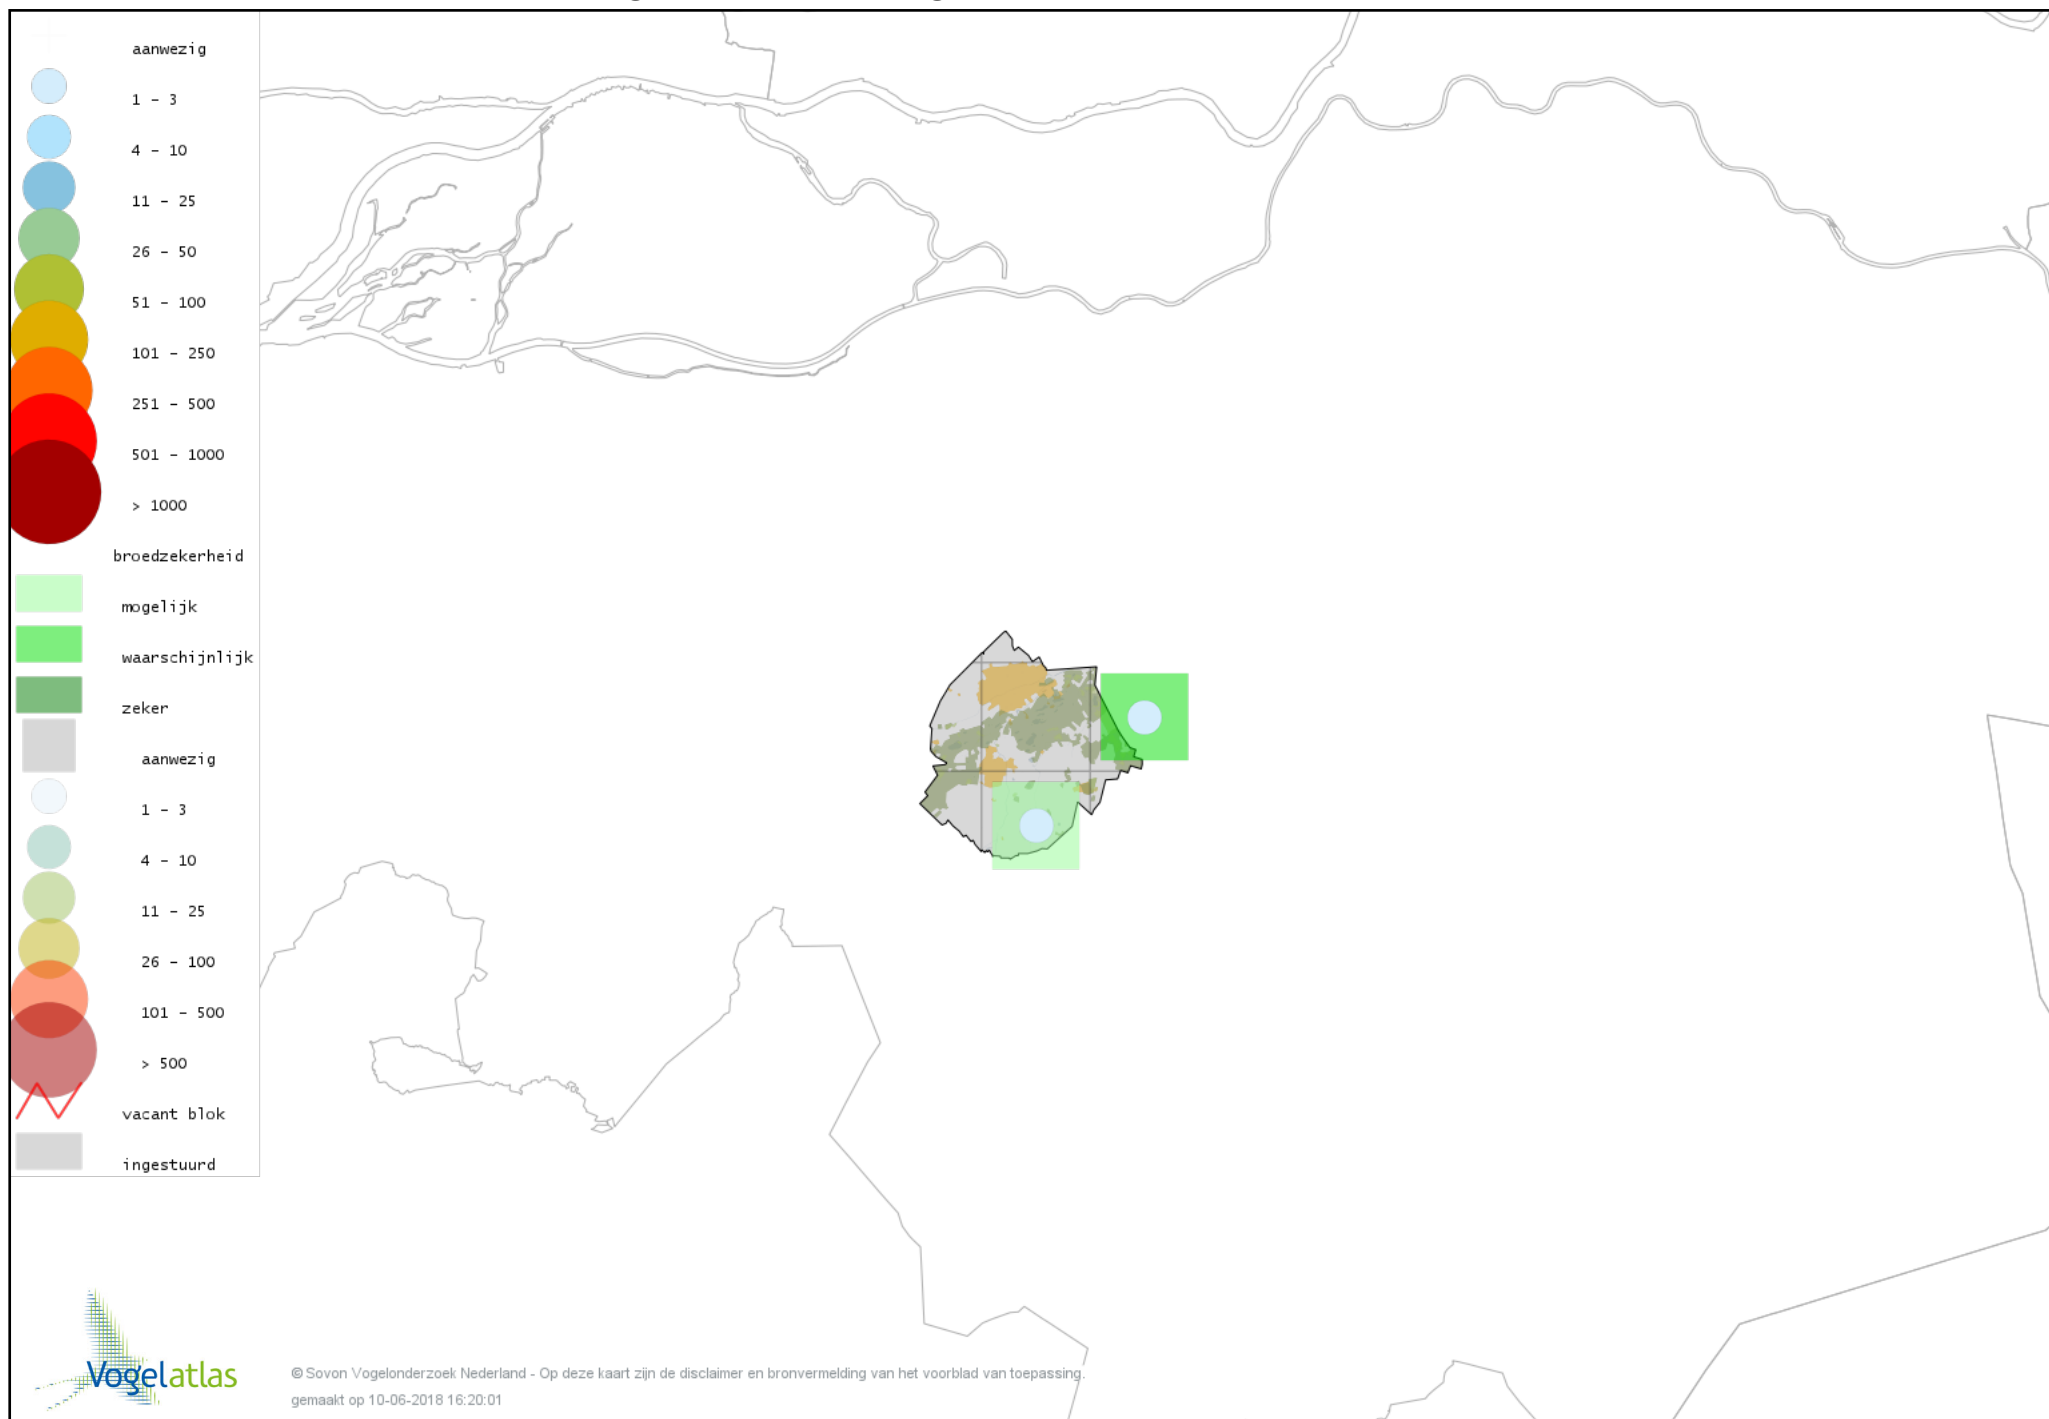 aanwezig
1 - 3
4 - 10
11 - 25
26 - 50
51 - 100
101 - 250
251 - 500
501 - 1000
> 1000
broedzekerheid
mogelijk
waarschijnlijk
zeker
aanwezig
1 - 3
4 - 10
11 - 25
26 - 100
101 - 500
> 500
vacant blok
ingestuurd
Vogelatlas
© Sovon Vogelonderzoek Nederland - Op deze kaart zijn de disclaimer en bronvermelding van het voorblad van toepassing.
gemaakt op 10-06-2018 16:20:01